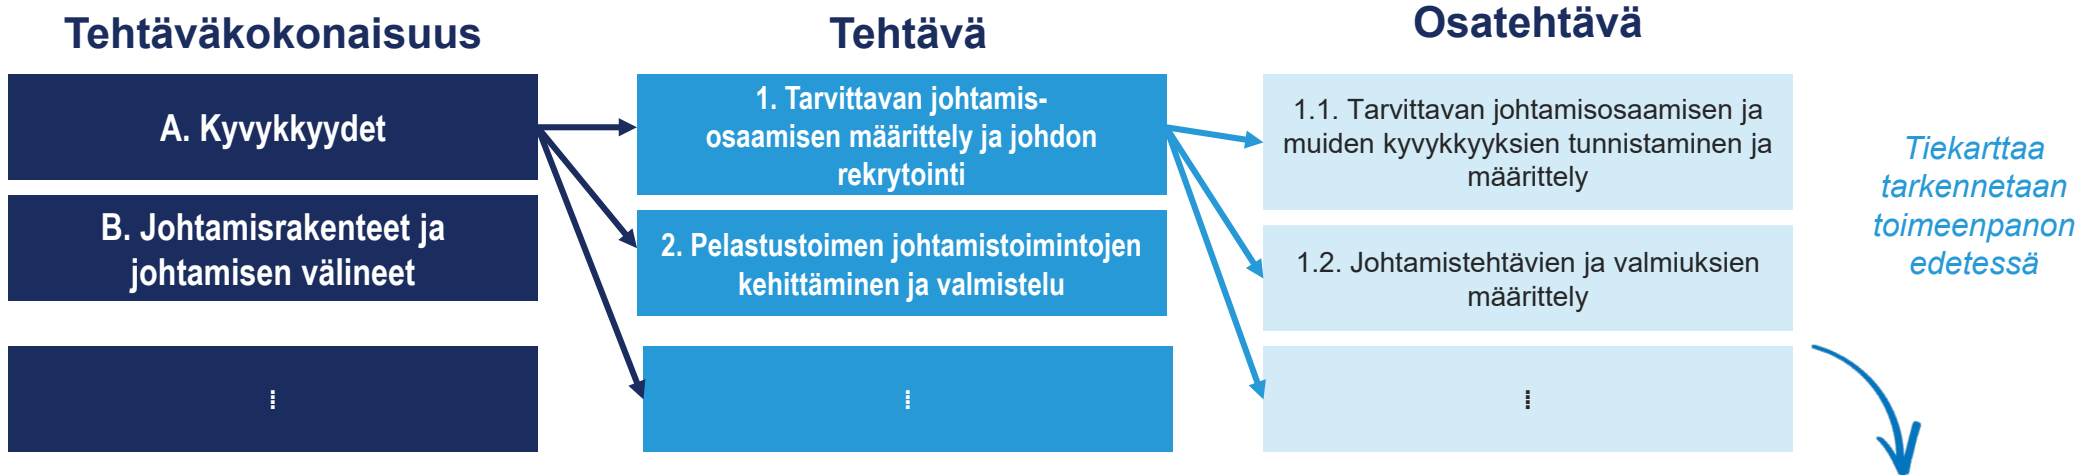 Tehtäväkokonaisuus
Tehtävä
Osatehtävä
A. Kyvykkyydet
B. Johtamisrakenteet ja
johtamisen välineet
⁞
1. Tarvittavan johtamis-
osaamisen määrittely ja johdon
rekrytointi
2. Pelastustoimen johtamistoimintojen
kehittäminen ja valmistelu
⁞
1.1. Tarvittavan johtamisosaamisen ja
muiden kyvykkyyksien tunnistaminen ja
määrittely
1.2. Johtamistehtävien ja valmiuksien
määrittely
⁞
Tiekarttaa
tarkennetaan
toimeenpanon
edetessä